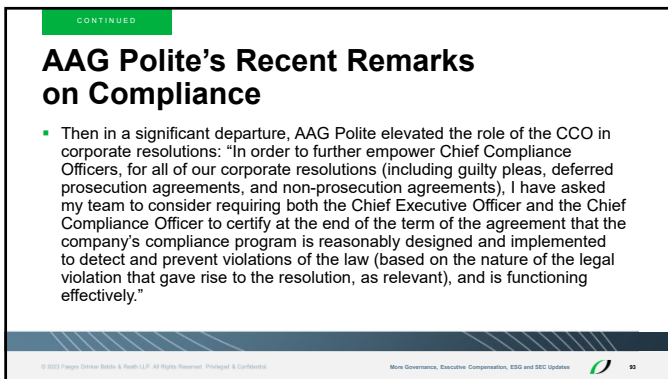 CONTINUED
AAG Polite’s Recent Remarks
on Compliance
▪ Then in a significant departure, AAG Polite elevated the role of the CCO in
corporate resolutions: “In order to further empower Chief Compliance
Officers, for all of our corporate resolutions (including guilty pleas, deferred
prosecution agreements, and non-prosecution agreements), I have asked
my team to consider requiring both the Chief Executive Officer and the Chief
Compliance Officer to certify at the end of the term of the agreement that the
company’s compliance program is reasonably designed and implemented
to detect and prevent violations of the law (based on the nature of the legal
violation that gave rise to the resolution, as relevant), and is functioning
effectively.”
© 2023 Faegre Drinker Biddle & Reath LLP. All Rights Reserved. Privileged & Confidential.
More Governance, Executive Compensation, ESG and SEC Updates
93